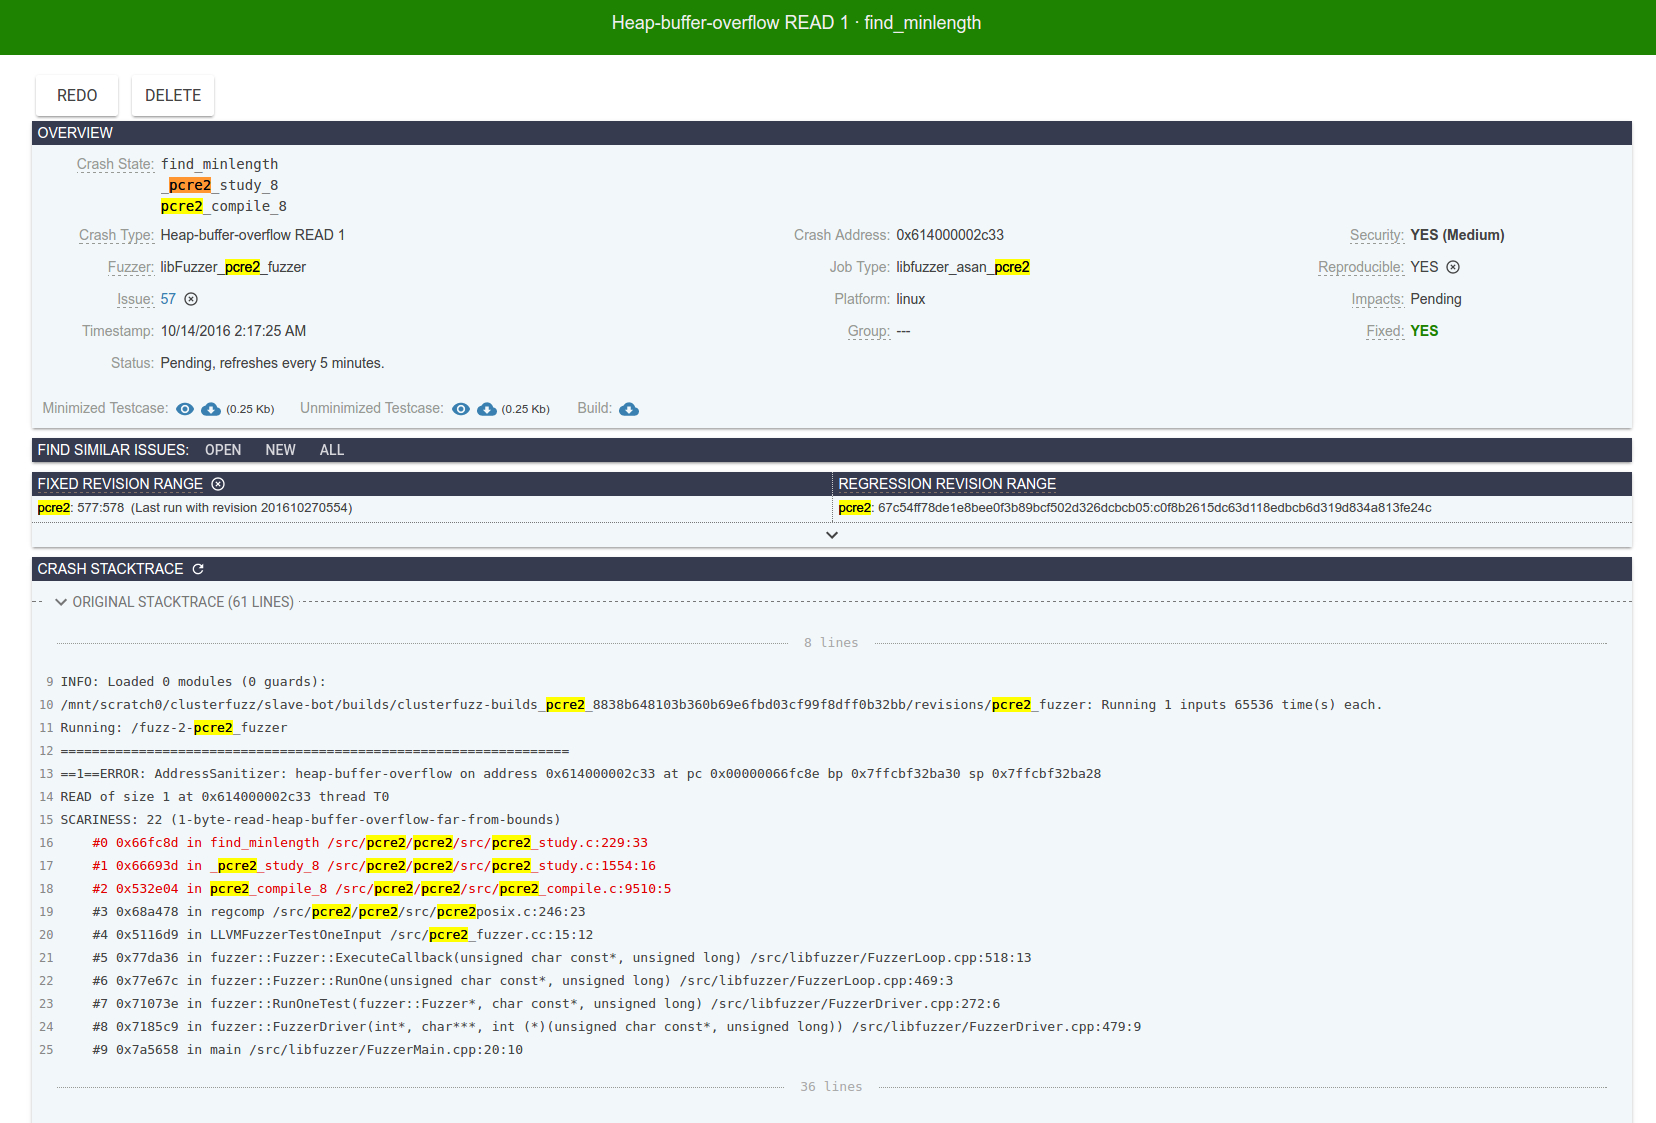 Heap-buffer-overflow READ 1 · find_minlength
REDO DELETE
OVERVIEW
Crash State: find_minlength
_pcre2_study_8
pcre2_compile_8
Crash Type: Heap-buffer-overflow READ 1 Crash Address: 0x614000002c33 Security: YES (Medium)
Fuzzer: libFuzzer_pcre2_fuzzer Job Type: libfuzzer_asan_pcre2 Reproducible: YES
Issue: 57 Platform: linux Impacts: Pending
Timestamp: 10/14/2016 2:17:25 AM Group: --- Fixed: YES
Status: Pending, refreshes every 5 minutes.
Minimized Testcase: (0.25 Kb) Unminimized Testcase: (0.25 Kb) Build:
FIND SIMILAR ISSUES: OPEN NEW ALL
FIXED REVISION RANGE REGRESSION REVISION RANGE
pcre2: 577:578 (Last run with revision 201610270554) pcre2: 67c54ff78de1e8bee0f3b89bcf502d326dcbcb05:c0f8b2615dc63d118edbcb6d319d834a813fe24c
CRASH STACKTRACE
ORIGINAL STACKTRACE (61 LINES)
8 lines
9 INFO: Loaded 0 modules (0 guards):
10 /mnt/scratch0/clusterfuzz/slave-bot/builds/clusterfuzz-builds_pcre2_8838b648103b360b69e6fbd03cf99f8dff0b32bb/revisions/pcre2_fuzzer: Running 1 inputs 65536 time(s) each.
11 Running: /fuzz-2-pcre2_fuzzer
12 =================================================================
13 ==1==ERROR: AddressSanitizer: heap-buffer-overflow on address 0x614000002c33 at pc 0x00000066fc8e bp 0x7ffcbf32ba30 sp 0x7ffcbf32ba28
14 READ of size 1 at 0x614000002c33 thread T0
15 SCARINESS: 22 (1-byte-read-heap-buffer-overflow-far-from-bounds)
16 #0 0x66fc8d in find_minlength /src/pcre2/pcre2/src/pcre2_study.c:229:33
17 #1 0x66693d in _pcre2_study_8 /src/pcre2/pcre2/src/pcre2_study.c:1554:16
18 #2 0x532e04 in pcre2_compile_8 /src/pcre2/pcre2/src/pcre2_compile.c:9510:5
19 #3 0x68a478 in regcomp /src/pcre2/pcre2/src/pcre2posix.c:246:23
20 #4 0x5116d9 in LLVMFuzzerTestOneInput /src/pcre2_fuzzer.cc:15:12
21 #5 0x77da36 in fuzzer::Fuzzer::ExecuteCallback(unsigned char const*, unsigned long) /src/libfuzzer/FuzzerLoop.cpp:518:13
22 #6 0x77e67c in fuzzer::Fuzzer::RunOne(unsigned char const*, unsigned long) /src/libfuzzer/FuzzerLoop.cpp:469:3
23 #7 0x71073e in fuzzer::RunOneTest(fuzzer::Fuzzer*, char const*, unsigned long) /src/libfuzzer/FuzzerDriver.cpp:272:6
24 #8 0x7185c9 in fuzzer::FuzzerDriver(int*, char***, int (*)(unsigned char const*, unsigned long)) /src/libfuzzer/FuzzerDriver.cpp:479:9
25 #9 0x7a5658 in main /src/libfuzzer/FuzzerMain.cpp:20:10
36 lines